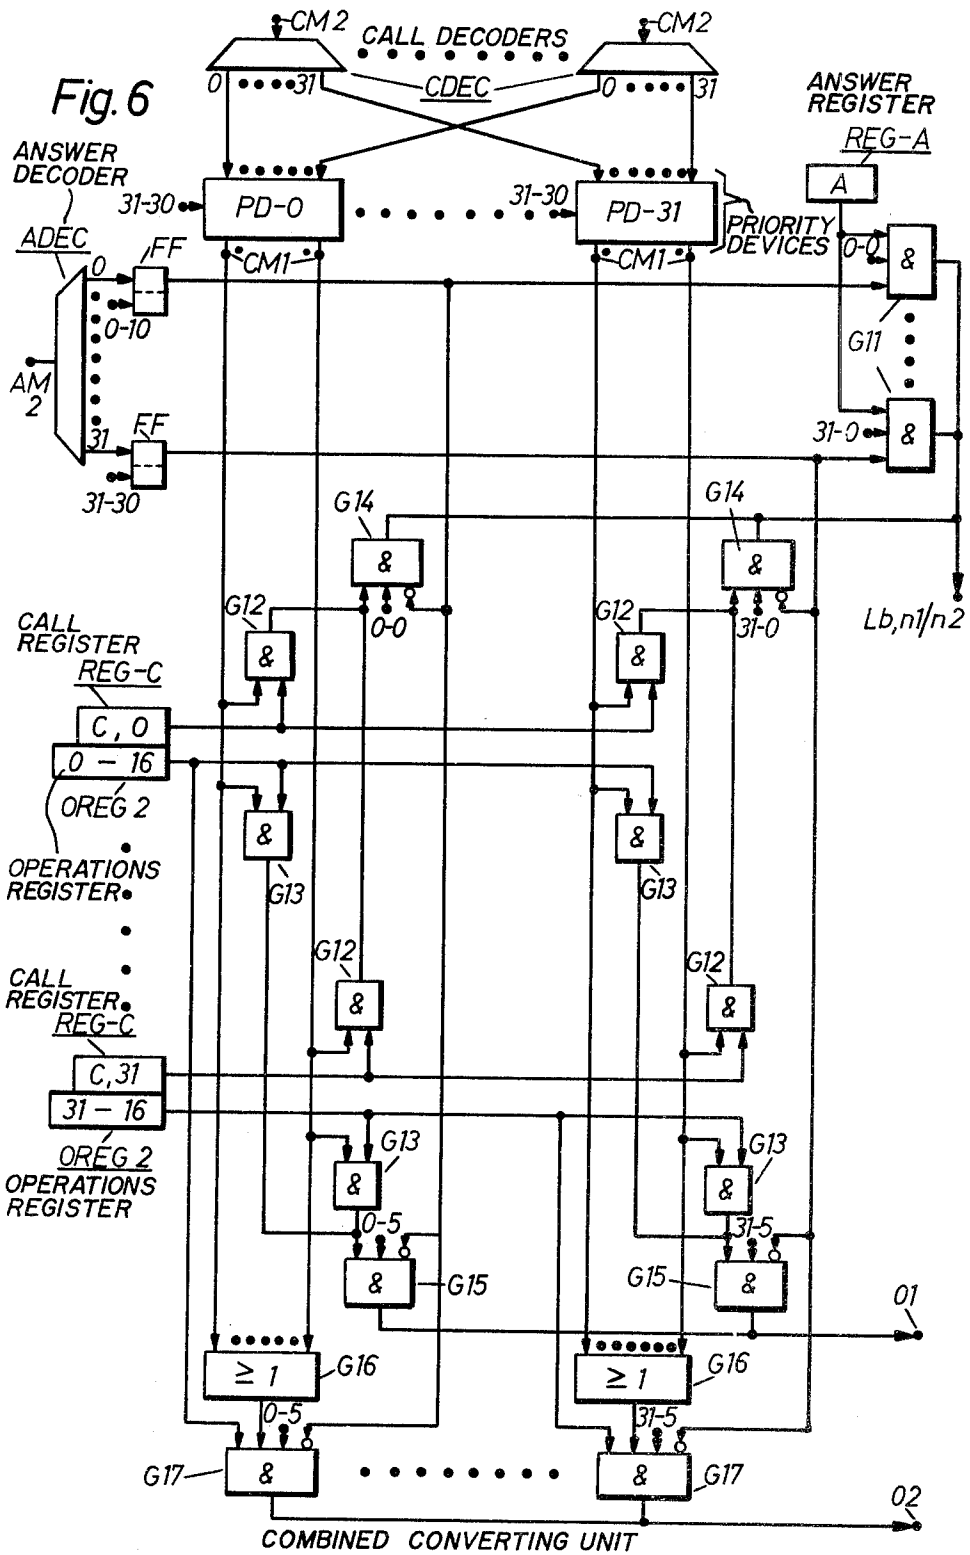 CM2
CALL DECODERS
CM2
CDEC
0
31
0
31
Fig. 6
ANSWER
REGISTER
REG-A
A
ANSWER
DECODER
ADEC
31-30
PD-0
31-30
PD-31
PRIORITY
DEVICES
CM1
CM1
0-0
&
0
FF
0-10
G11
AM
2
31
FF
31-30
31-0
&
G14
&
0-0
G14
&
31-0
Lb,n1/n2
G12
&
G12
&
CALL
REGISTER
REG-C
C, 0
0 - 16
OREG 2
&
G13
&
G13
OPERATIONS
REGISTER
G12
&
G12
&
CALL
REGISTER
REG-C
C, 31
31 - 16
OREG 2
OPERATIONS
REGISTER
G13
&
G13
&
0-5
31-5
&
G15
G15
&
01
≥ 1
G16
≥ 1
G16
0-5
31-5
G17
&
&
G17
02
COMBINED CONVERTING UNIT